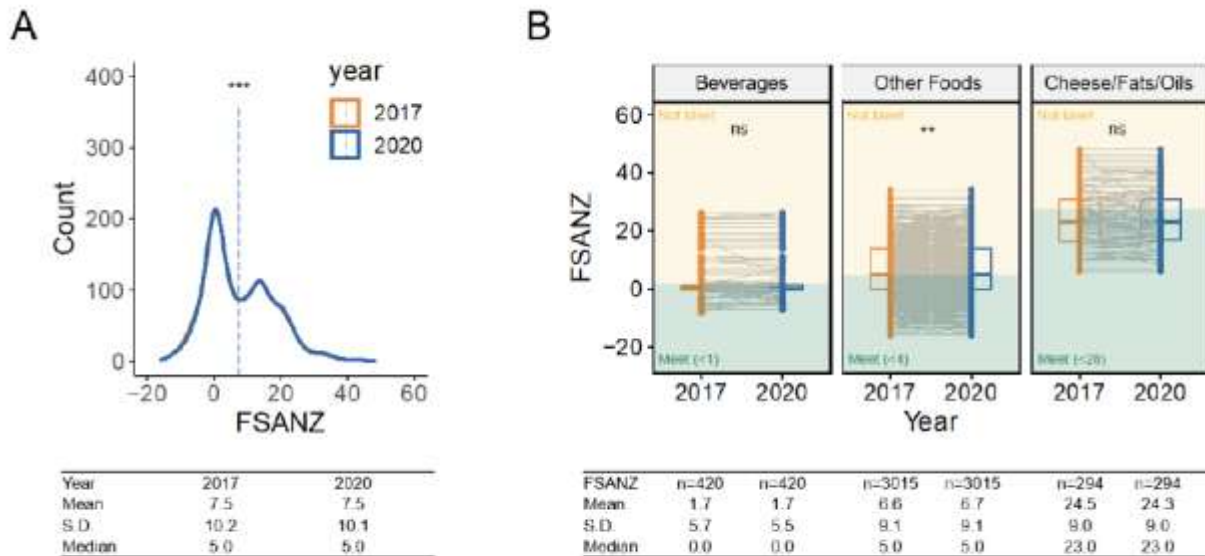 A
B
400
300
200
100
0
Count
***
year
2017
2020
−20 0 20 40 60
FSANZ
Beverages Other Foods Cheese/Fats/Oils
60
40
20
0
−20
FSANZ
Not Meet Not Meet Not Meet
ns ** ns
Meet (<1) Meet (<4) Meet (<28)
2017 2020 2017 2020 2017 2020
Year
Year 2017 2020
Mean 7.5 7.5
S.D. 10.2 10.1
Median 5.0 5.0
FSANZ n=420 n=420 n=3015 n=3015 n=294 n=294
Mean 1.7 1.7 6.6 6.7 24.5 24.3
S.D. 5.7 5.5 9.1 9.1 9.0 9.0
Median 0.0 0.0 5.0 5.0 23.0 23.0